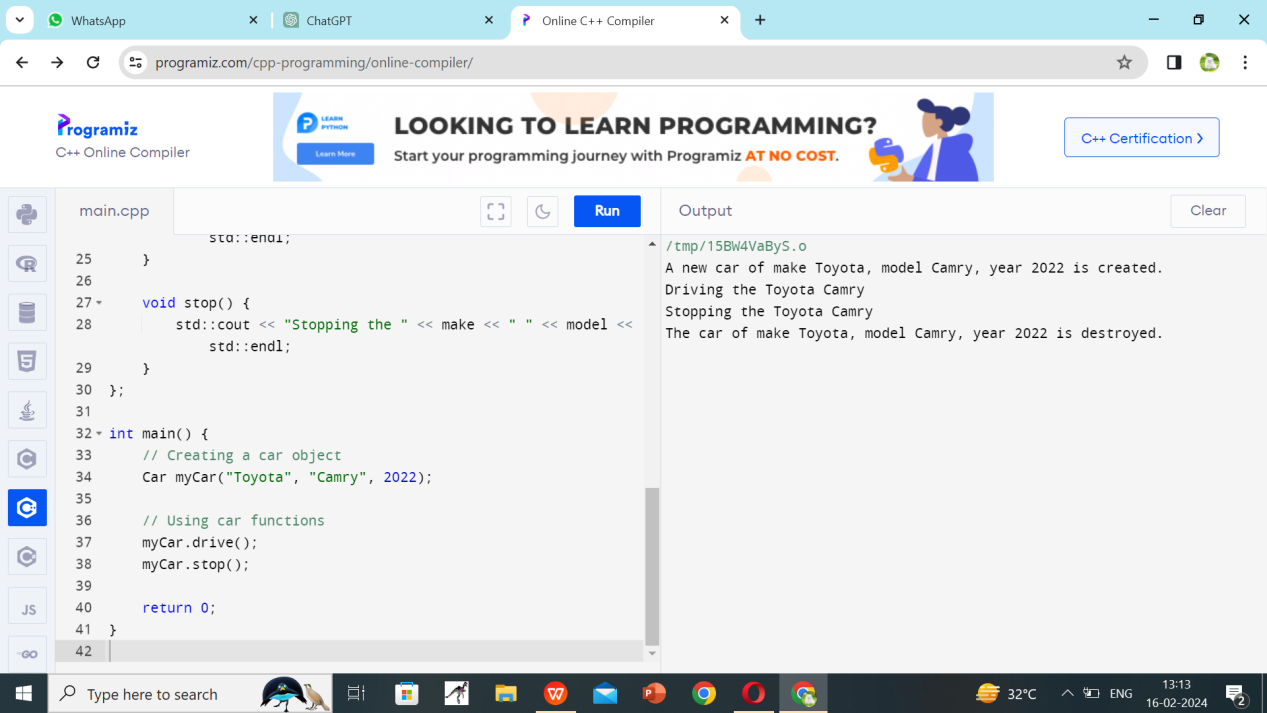 WhatsApp
ChatGPT
Online C++ Compiler
programiz.com/cpp-programming/online-compiler/
Programiz
C++ Online Compiler
LEARN
PYTHON
Learn More
LOOKING TO LEARN PROGRAMMING?
Start your programming journey with Programiz AT NO COST.
C++ Certification
main.cpp
Run
Output
Clear
std::endl;
25 }
26
27 void stop() {
28 std::cout << "Stopping the " << make << " " << model <<
std::endl;
29 }
30 };
31
32 int main() {
33 // Creating a car object
34 Car myCar("Toyota", "Camry", 2022);
35
36 // Using car functions
37 myCar.drive();
38 myCar.stop();
39
40 return 0;
41 }
42
/tmp/15BW4VaByS.o
A new car of make Toyota, model Camry, year 2022 is created.
Driving the Toyota Camry
Stopping the Toyota Camry
The car of make Toyota, model Camry, year 2022 is destroyed.
JS
GO
Type here to search
32°C
ENG
13:13
16-02-2024
2